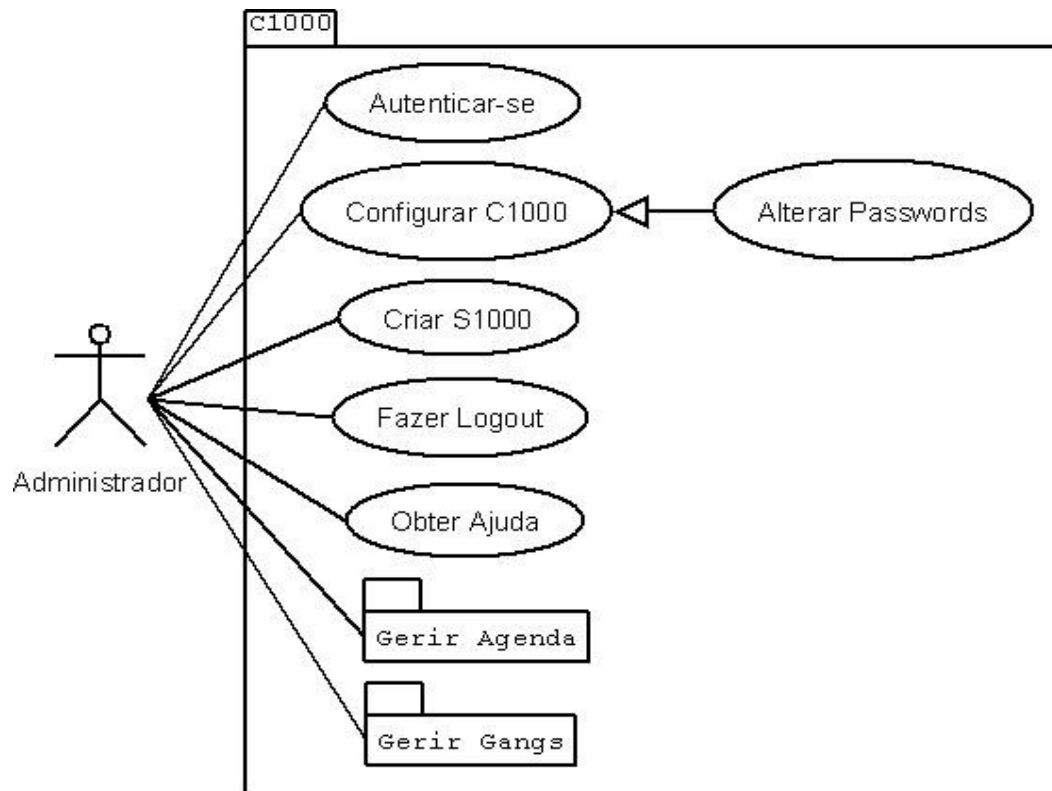 C1000
Autenticar-se
Configurar C1000
Alterar Passwords
Criar S1000
Fazer Logout
Administrador
Obter Ajuda
Gerir Agenda
Gerir Gangs